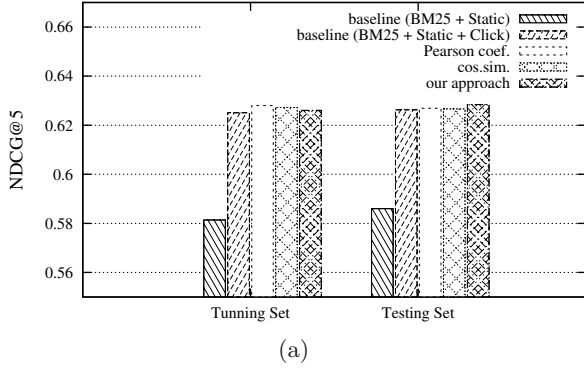 0.66
0.64
0.62
0.6
0.58
0.56
NDCG@5
baseline (BM25 + Static)
baseline (BM25 + Static + Click)
Pearson coef.
cos.sim.
our approach
Tunning Set
Testing Set
(a)